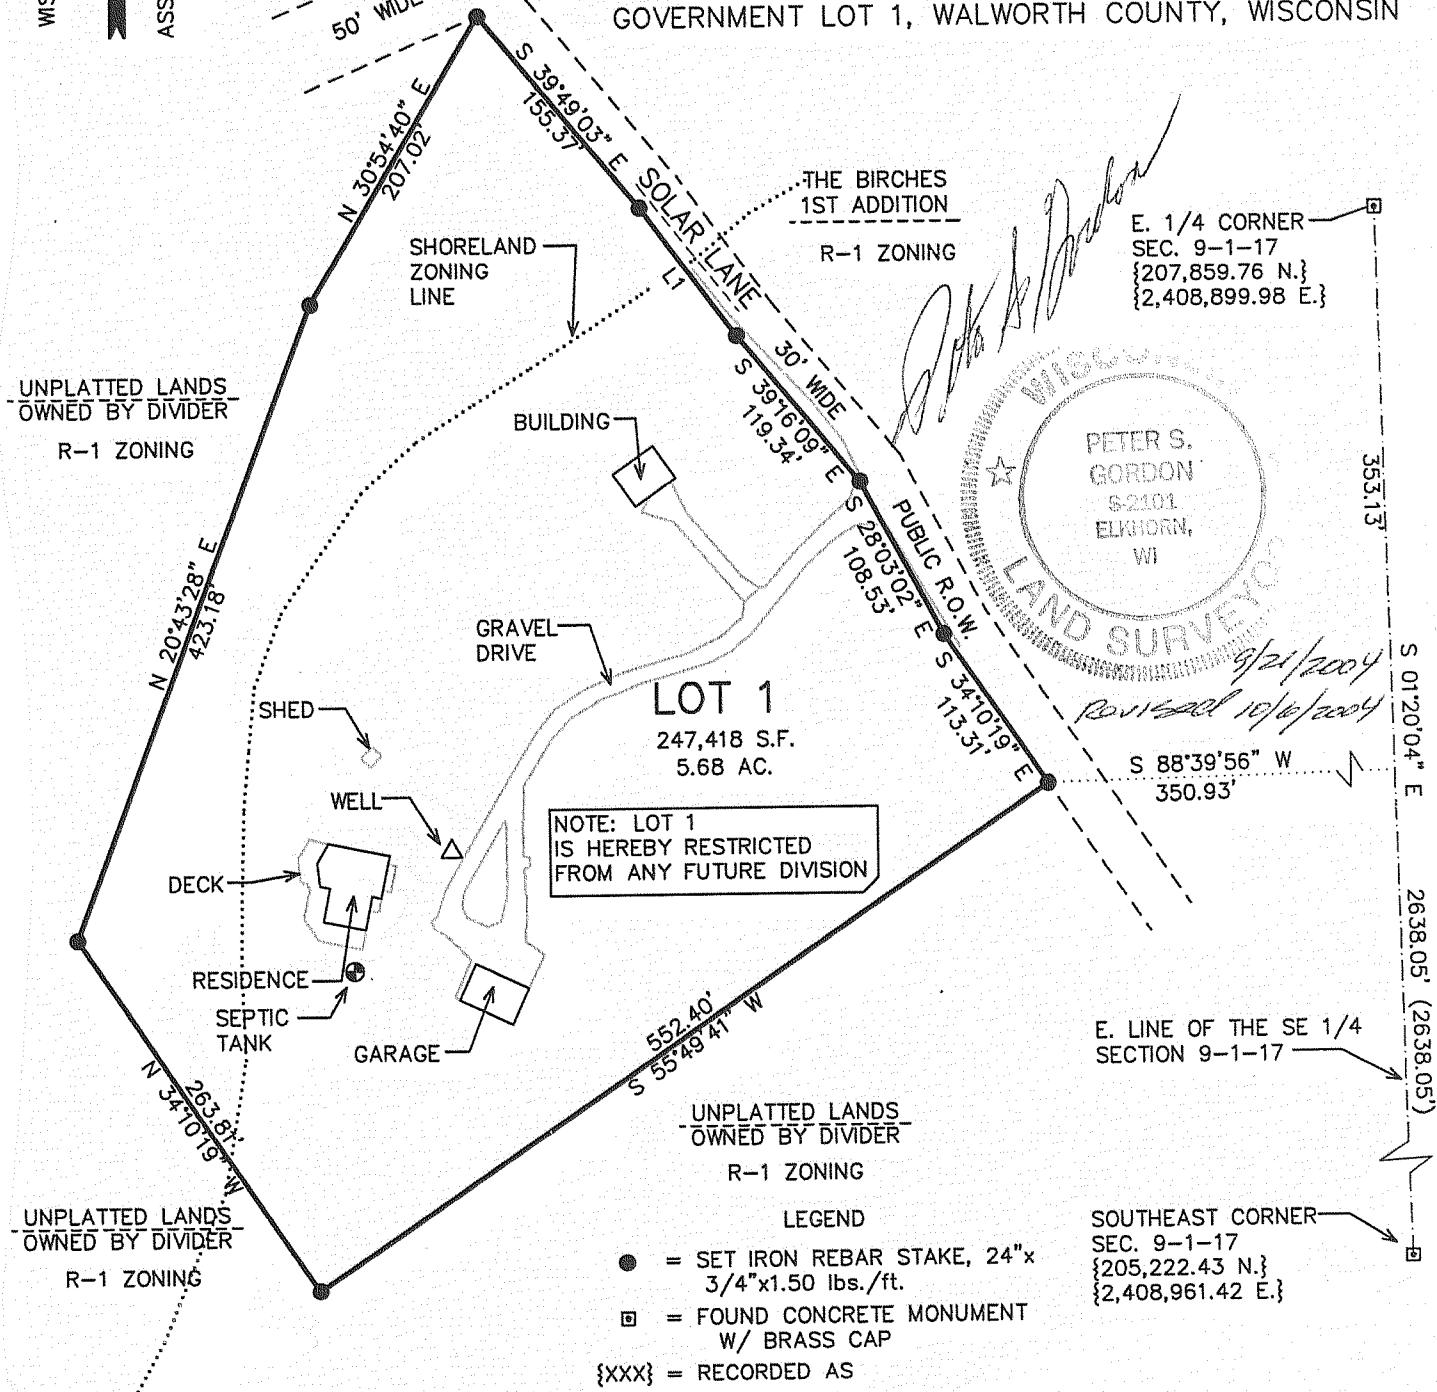 WIS
ASS
50' WIDE
GOVERNMENT LOT 1, WALWORTH COUNTY, WISCONSIN
S 39°49'03" E
155.37'
N 30°54'40" E
207.02'
SOLAR LANE
THE BIRCHES
1ST ADDITION
R-1 ZONING
E. 1/4 CORNER
SEC. 9-1-17
{207,859.76 N.}
{2,408,899.98 E.}
SHORELAND
ZONING
LINE
L1
30' WIDE
S 39°16'09" E
119.34'
UNPLATTED LANDS
OWNED BY DIVIDER
R-1 ZONING
BUILDING
PETER S.
GORDON
S-2101
ELKHORN,
WI
LAND SURVEYO
353.13'
PUBLIC R.O.W.
S 28°03'02" E
108.53'
N 20°43'28" E
423.18'
GRAVEL
DRIVE
9/21/2004
Revised 10/6/2004
S 34°10'19" E
113.31'
S 01°20'04" E
LOT 1
247,418 S.F.
5.68 AC.
SHED
S 88°39'56" W
350.93'
WELL
NOTE: LOT 1
IS HEREBY RESTRICTED
FROM ANY FUTURE DIVISION
DECK
2638.05' (2638.05')
RESIDENCE
SEPTIC
TANK
GARAGE
552.40'
S 55°49'41" W
E. LINE OF THE SE 1/4
SECTION 9-1-17
263.81'
N 34°10'19" W
UNPLATTED LANDS
OWNED BY DIVIDER
R-1 ZONING
UNPLATTED LANDS
OWNED BY DIVIDER
R-1 ZONING
LEGEND
= SET IRON REBAR STAKE, 24"x
3/4"x1.50 lbs./ft.
= FOUND CONCRETE MONUMENT
W/ BRASS CAP
{XXX} = RECORDED AS
SOUTHEAST CORNER
SEC. 9-1-17
{205,222.43 N.}
{2,408,961.42 E.}